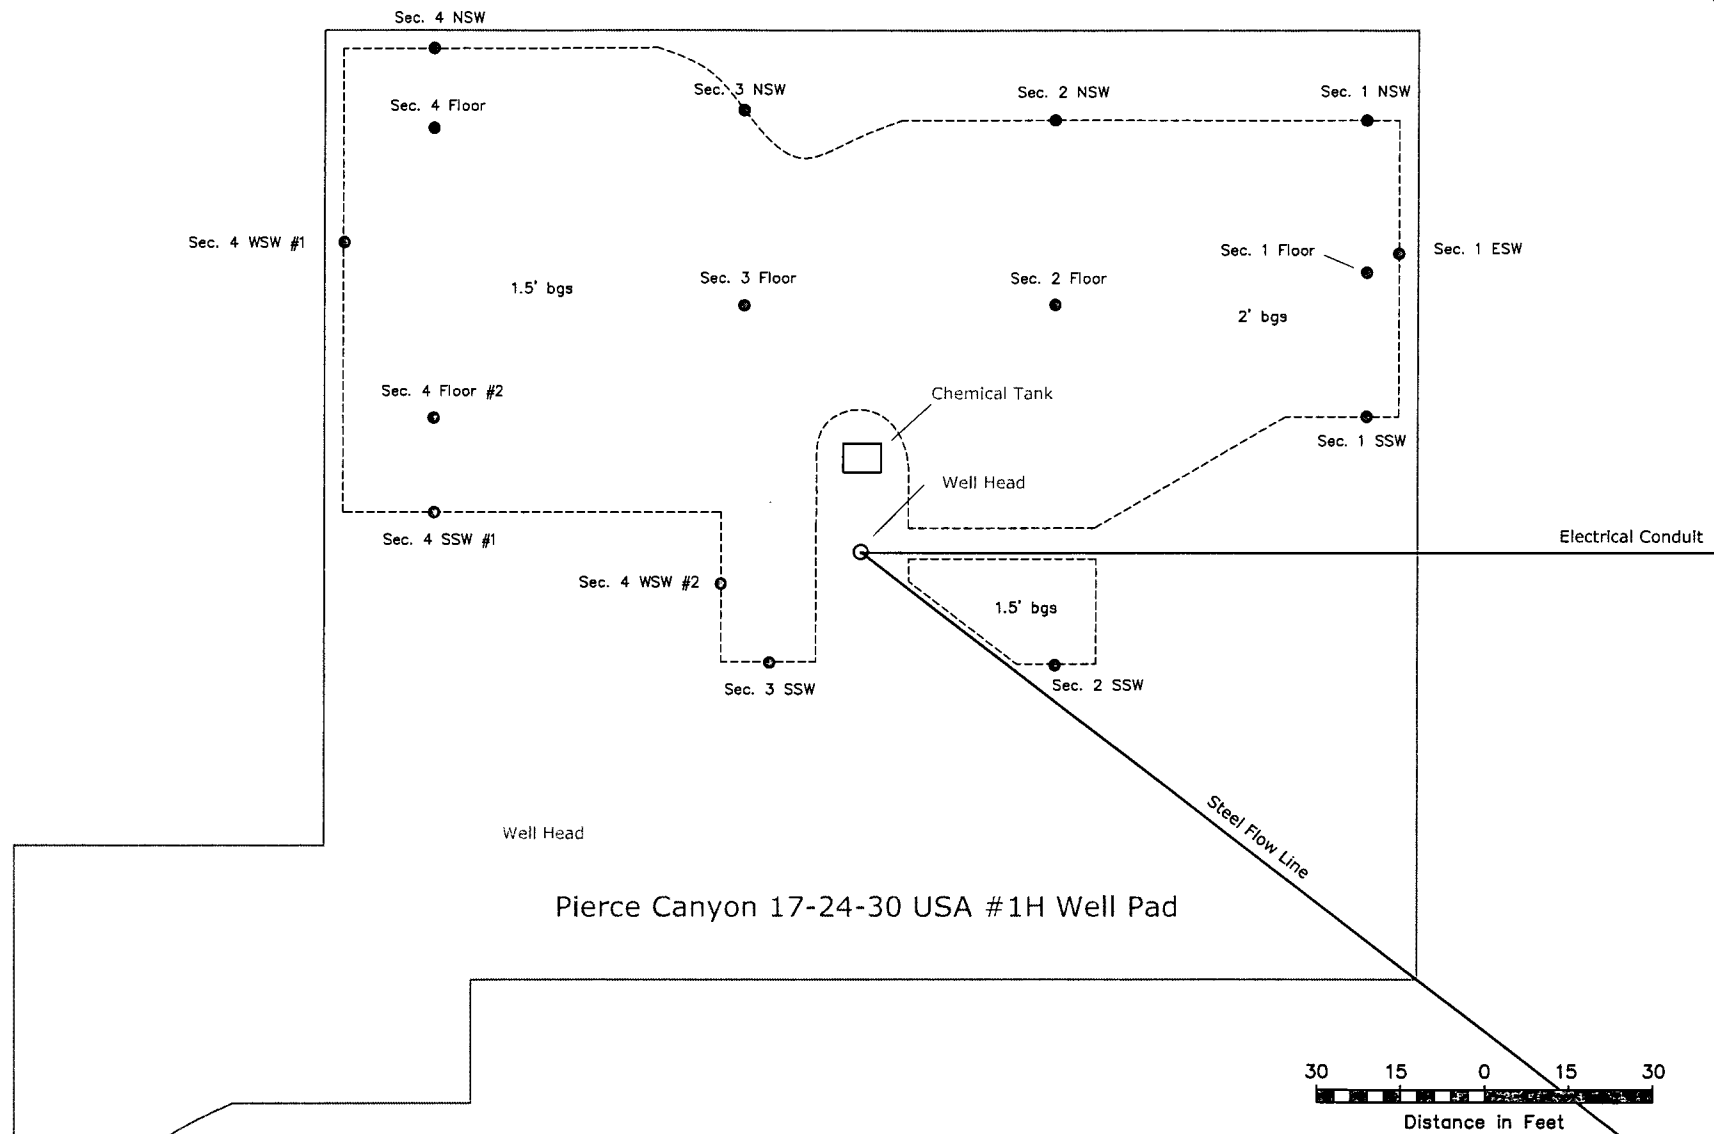 Sec. 4 NSW
Sec. 3 NSW
Sec. 2 NSW
Sec. 1 NSW
Sec. 4 Floor
Sec. 4 WSW #1
Sec. 1 Floor
Sec. 1 ESW
1.5' bgs
Sec. 3 Floor
Sec. 2 Floor
2' bgs
Sec. 4 Floor #2
Chemical Tank
Sec. 1 SSW
Well Head
Sec. 4 SSW #1
Electrical Conduit
Sec. 4 WSW #2
1.5' bgs
Sec. 3 SSW
Sec. 2 SSW
Steel Flow Line
Well Head
Pierce Canyon 17-24-30 USA #1H Well Pad
30 15 0 15 30
Distance in Feet